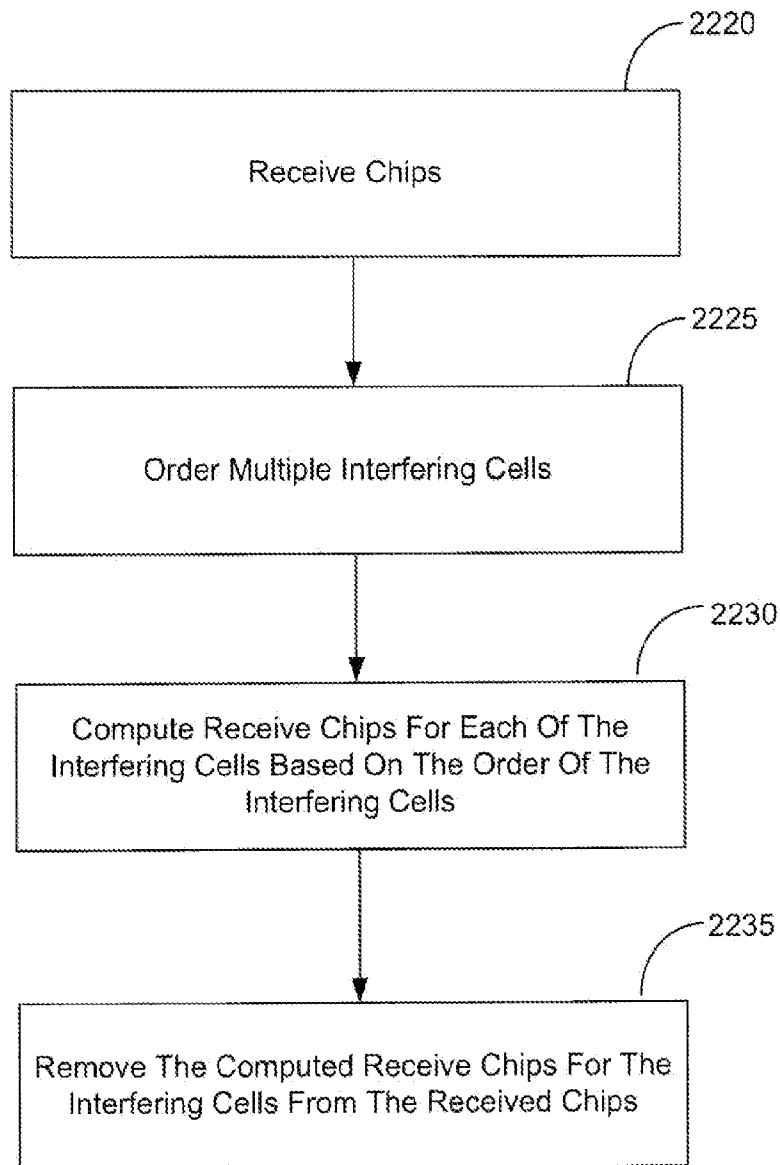 2220
Receive Chips
2225
Order Multiple Interfering Cells
2230
Compute Receive Chips For Each Of The
Interfering Cells Based On The Order Of The
Interfering Cells
2235
Remove The Computed Receive Chips For The
Interfering Cells From The Received Chips